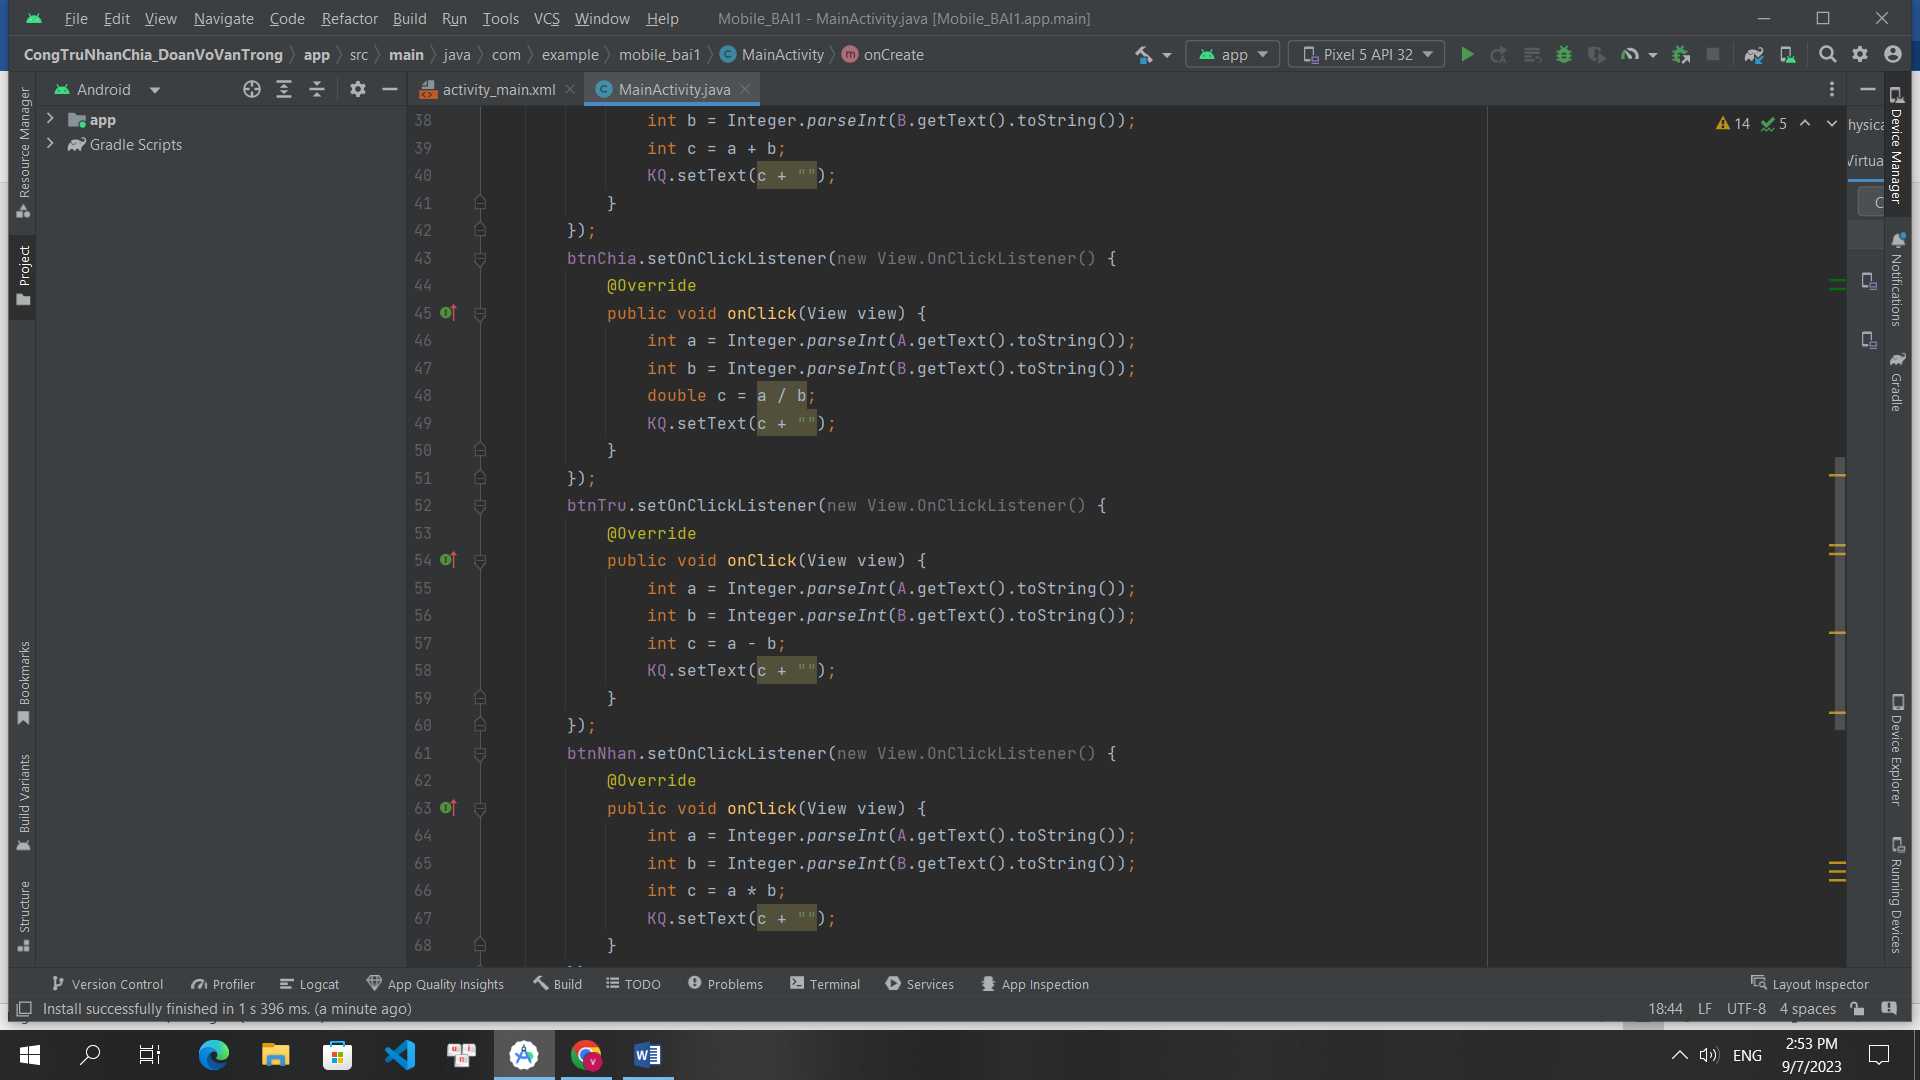 File Edit View Navigate Code Refactor Build Run Tools VCS Window Help Mobile_BAI1 - MainActivity.java [Mobile_BAI1.app.main]
CongTruNhanChia_DoanVoVanTrong app src main java com example mobile_bai1 MainActivity onCreate app Pixel 5 API 32
Android activity_main.xml MainActivity.java
app
Gradle Scripts
Resource Manager
Project
Bookmarks
Build Variants
Structure
14 5
38 int b = Integer.parseInt(B.getText().toString());
39 int c = a + b;
40 KQ.setText(c + "");
41 }
42 });
43 btnChia.setOnClickListener(new View.OnClickListener() {
44 @Override
45 public void onClick(View view) {
46 int a = Integer.parseInt(A.getText().toString());
47 int b = Integer.parseInt(B.getText().toString());
48 double c = a / b;
49 KQ.setText(c + "");
50 }
51 });
52 btnTru.setOnClickListener(new View.OnClickListener() {
53 @Override
54 public void onClick(View view) {
55 int a = Integer.parseInt(A.getText().toString());
56 int b = Integer.parseInt(B.getText().toString());
57 int c = a - b;
58 KQ.setText(c + "");
59 }
60 });
61 btnNhan.setOnClickListener(new View.OnClickListener() {
62 @Override
63 public void onClick(View view) {
64 int a = Integer.parseInt(A.getText().toString());
65 int b = Integer.parseInt(B.getText().toString());
66 int c = a * b;
67 KQ.setText(c + "");
68 }
hysica
Virtua
C
Device Manager
Notifications
Gradle
Device Explorer
Running Devices
Version Control Profiler Logcat App Quality Insights Build TODO Problems Terminal Services App Inspection Layout Inspector
Install successfully finished in 1 s 396 ms. (a minute ago) 18:44 LF UTF-8 4 spaces
ENG 2:53 PM
9/7/2023